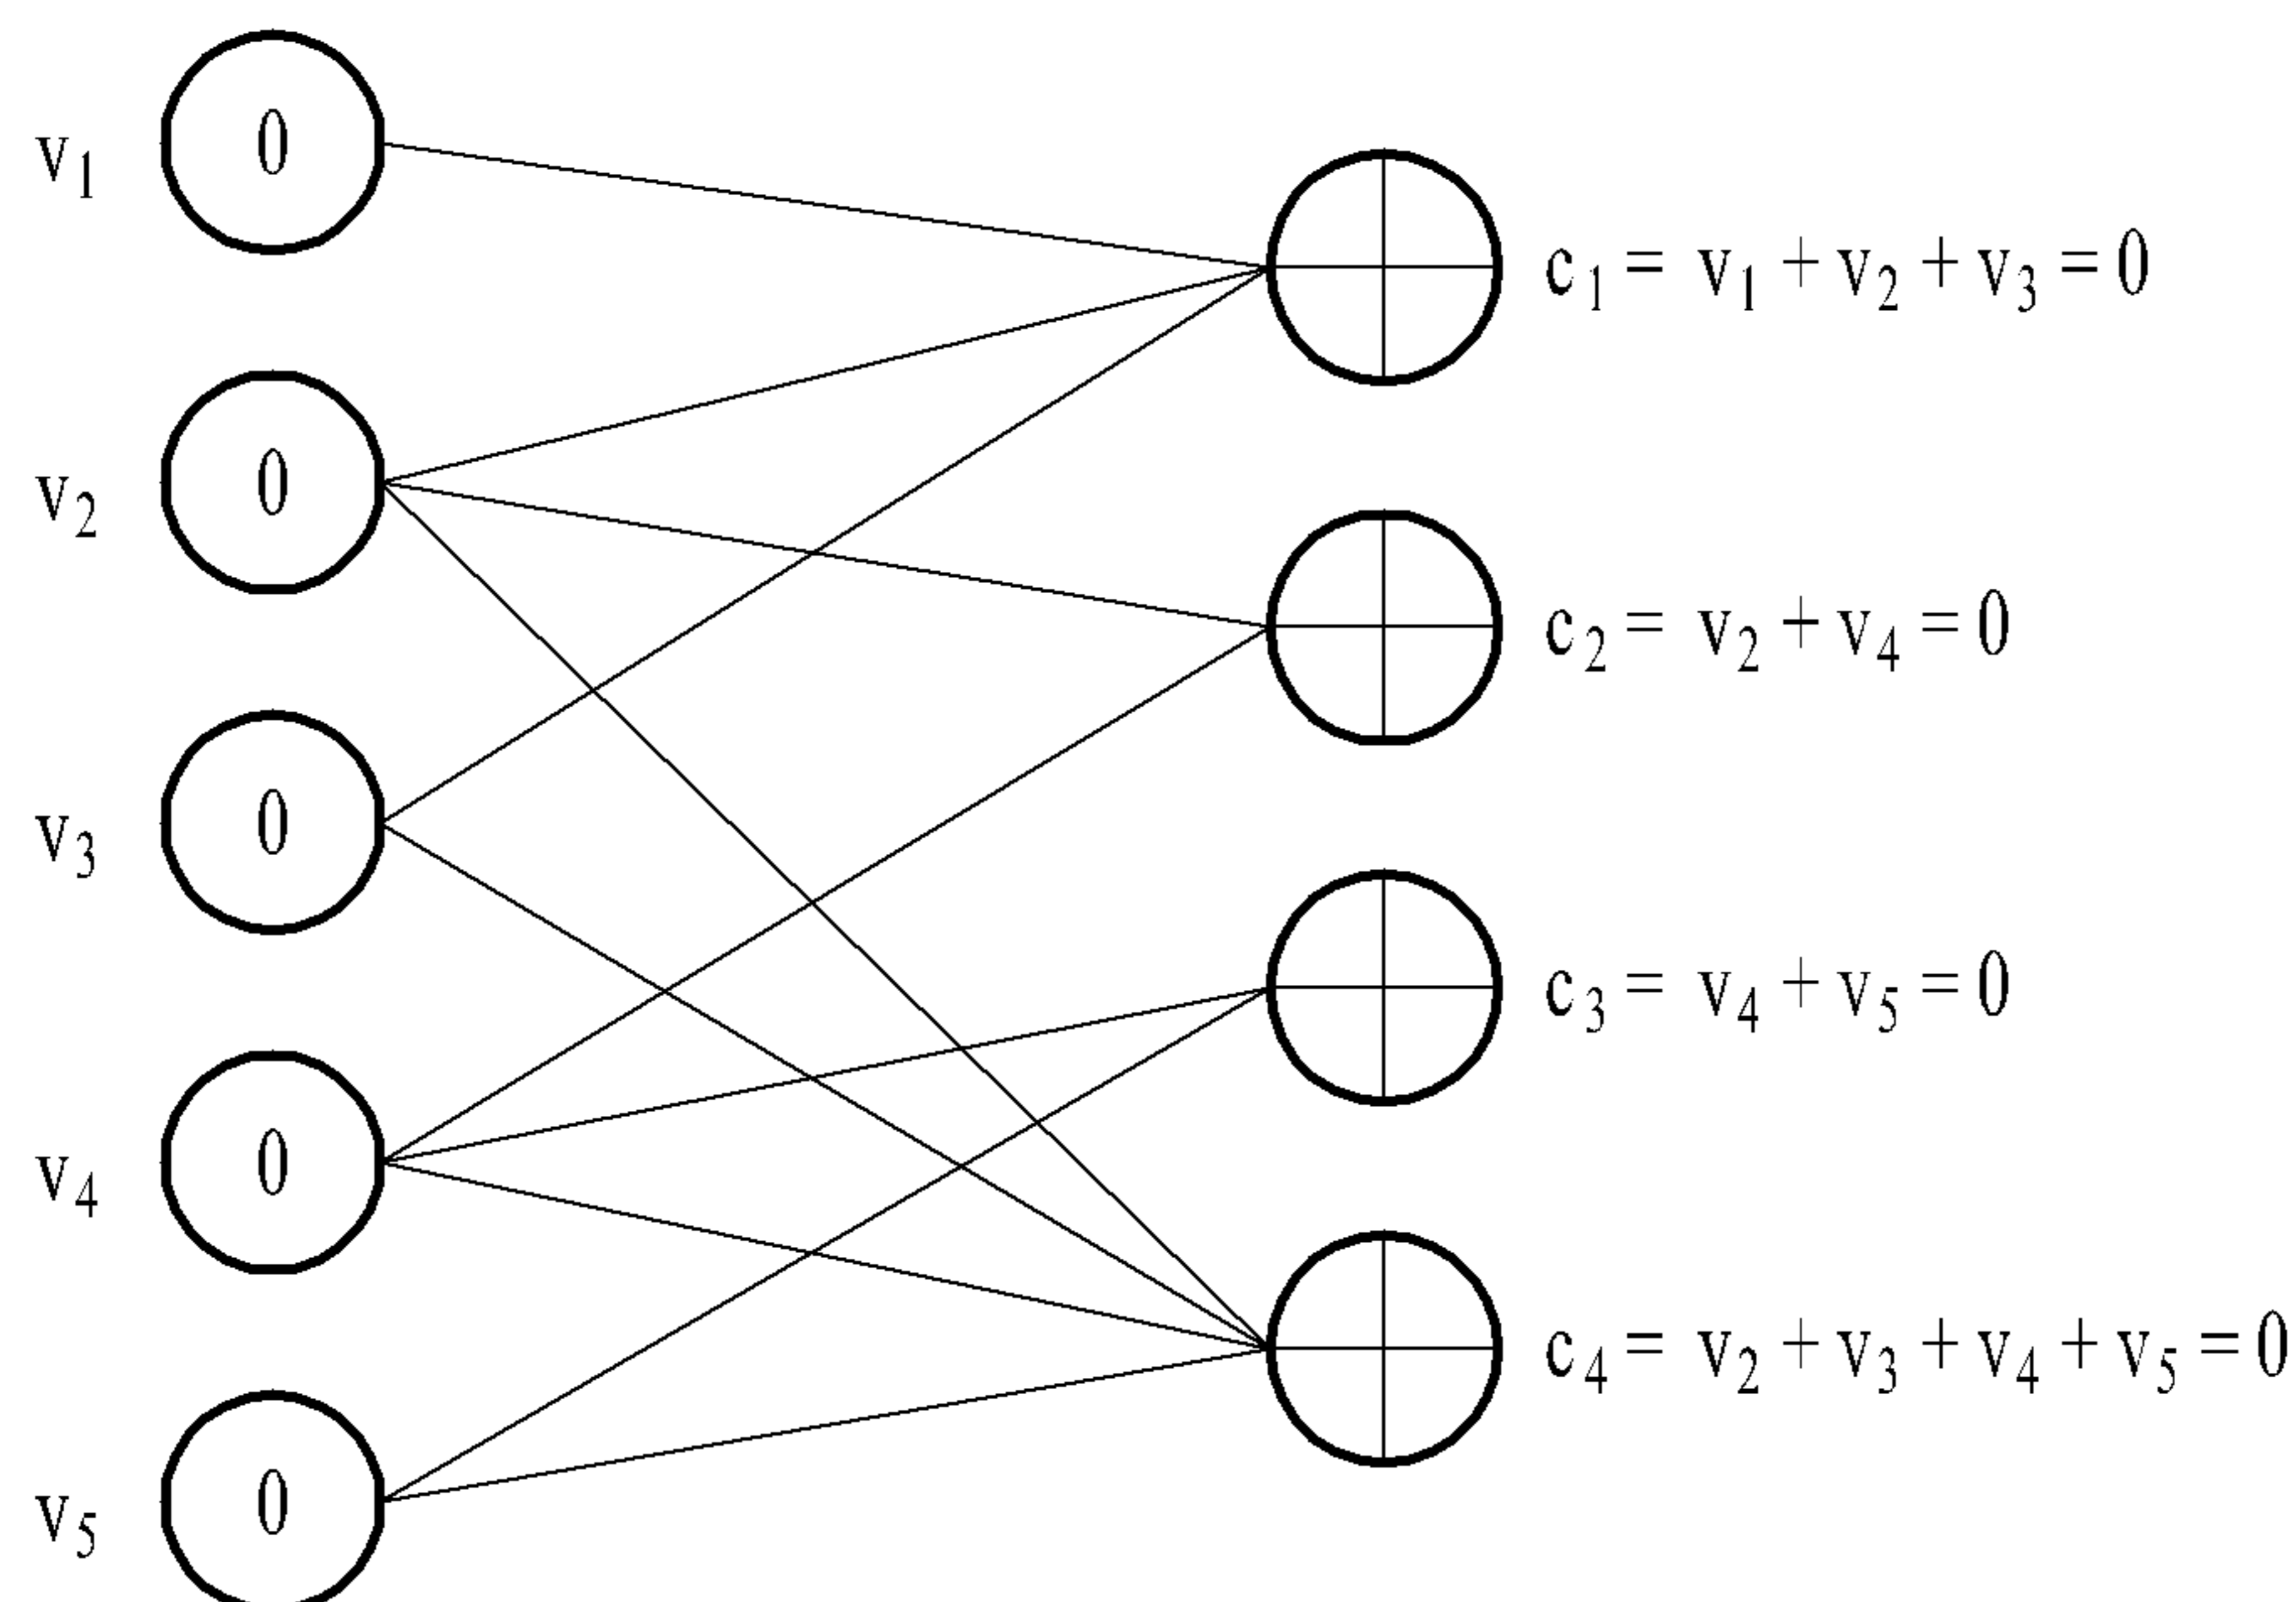 v₁ 0
c₁ = v₁ + v₂ + v₃ = 0
v₂ 0
c₂ = v₂ + v₄ = 0
v₃ 0
c₃ = v₄ + v₅ = 0
v₄ 0
c₄ = v₂ + v₃ + v₄ + v₅ = 0
v₅ 0